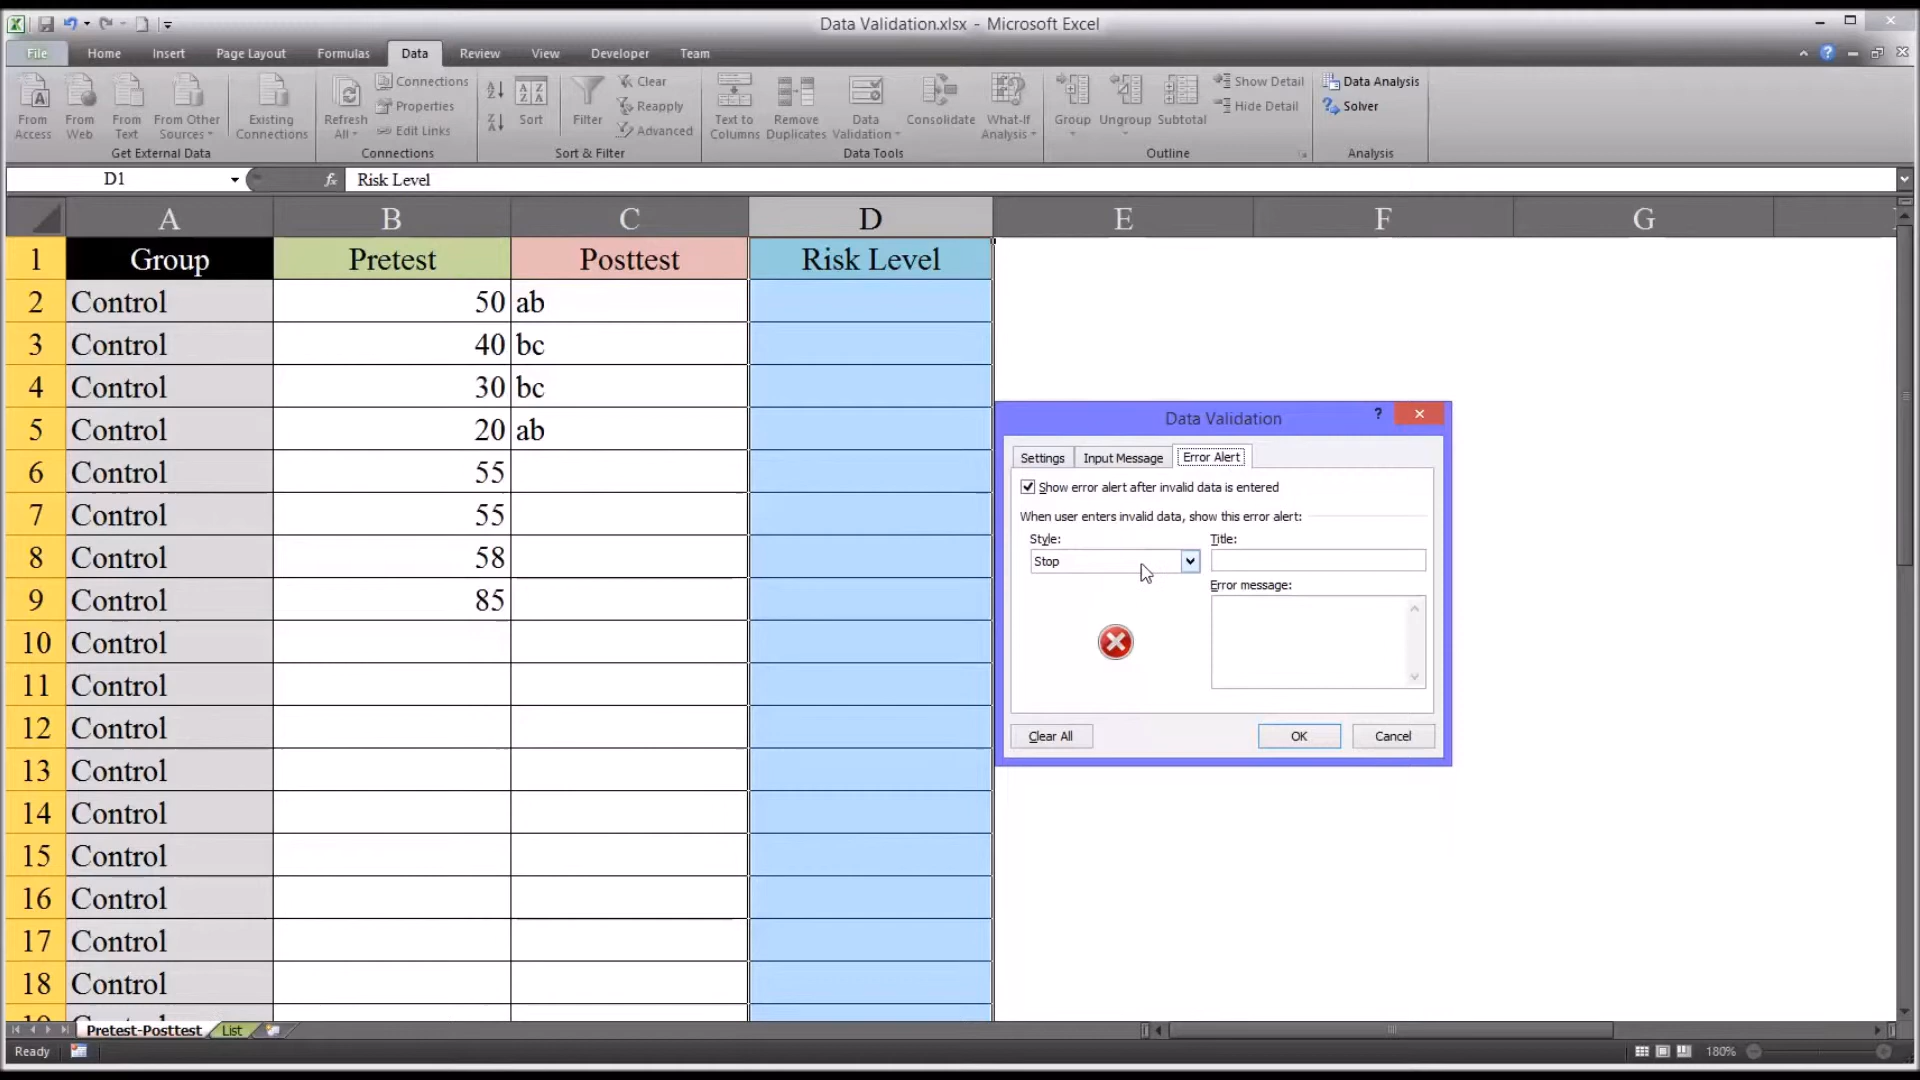 Data Validation.xlsx - Microsoft Excel
File Home Insert Page Layout Formulas Data Review View Developer Team
From Access
From Web
From Text
From Other Sources
Existing Connections
Get External Data
Refresh All
Connections
Properties
Edit Links
Connections
Sort
Filter
Clear
Reapply
Advanced
Sort & Filter
Text to Columns
Remove Duplicates
Data Validation
Consolidate
What-If Analysis
Data Tools
Group
Ungroup
Subtotal
Show Detail
Hide Detail
Outline
Data Analysis
Solver
Analysis
D1 fx Risk Level
A B C D E F G
1 Group Pretest Posttest Risk Level
2 Control 50 ab
3 Control 40 bc
4 Control 30 bc
5 Control 20 ab
6 Control 55
7 Control 55
8 Control 58
9 Control 85
10 Control
11 Control
12 Control
13 Control
14 Control
15 Control
16 Control
17 Control
18 Control
Data Validation ?
Settings Input Message Error Alert
Show error alert after invalid data is entered
When user enters invalid data, show this error alert:
Style: Title:
Stop
Error message:
Clear All OK Cancel
Pretest-Posttest List
Ready 180%